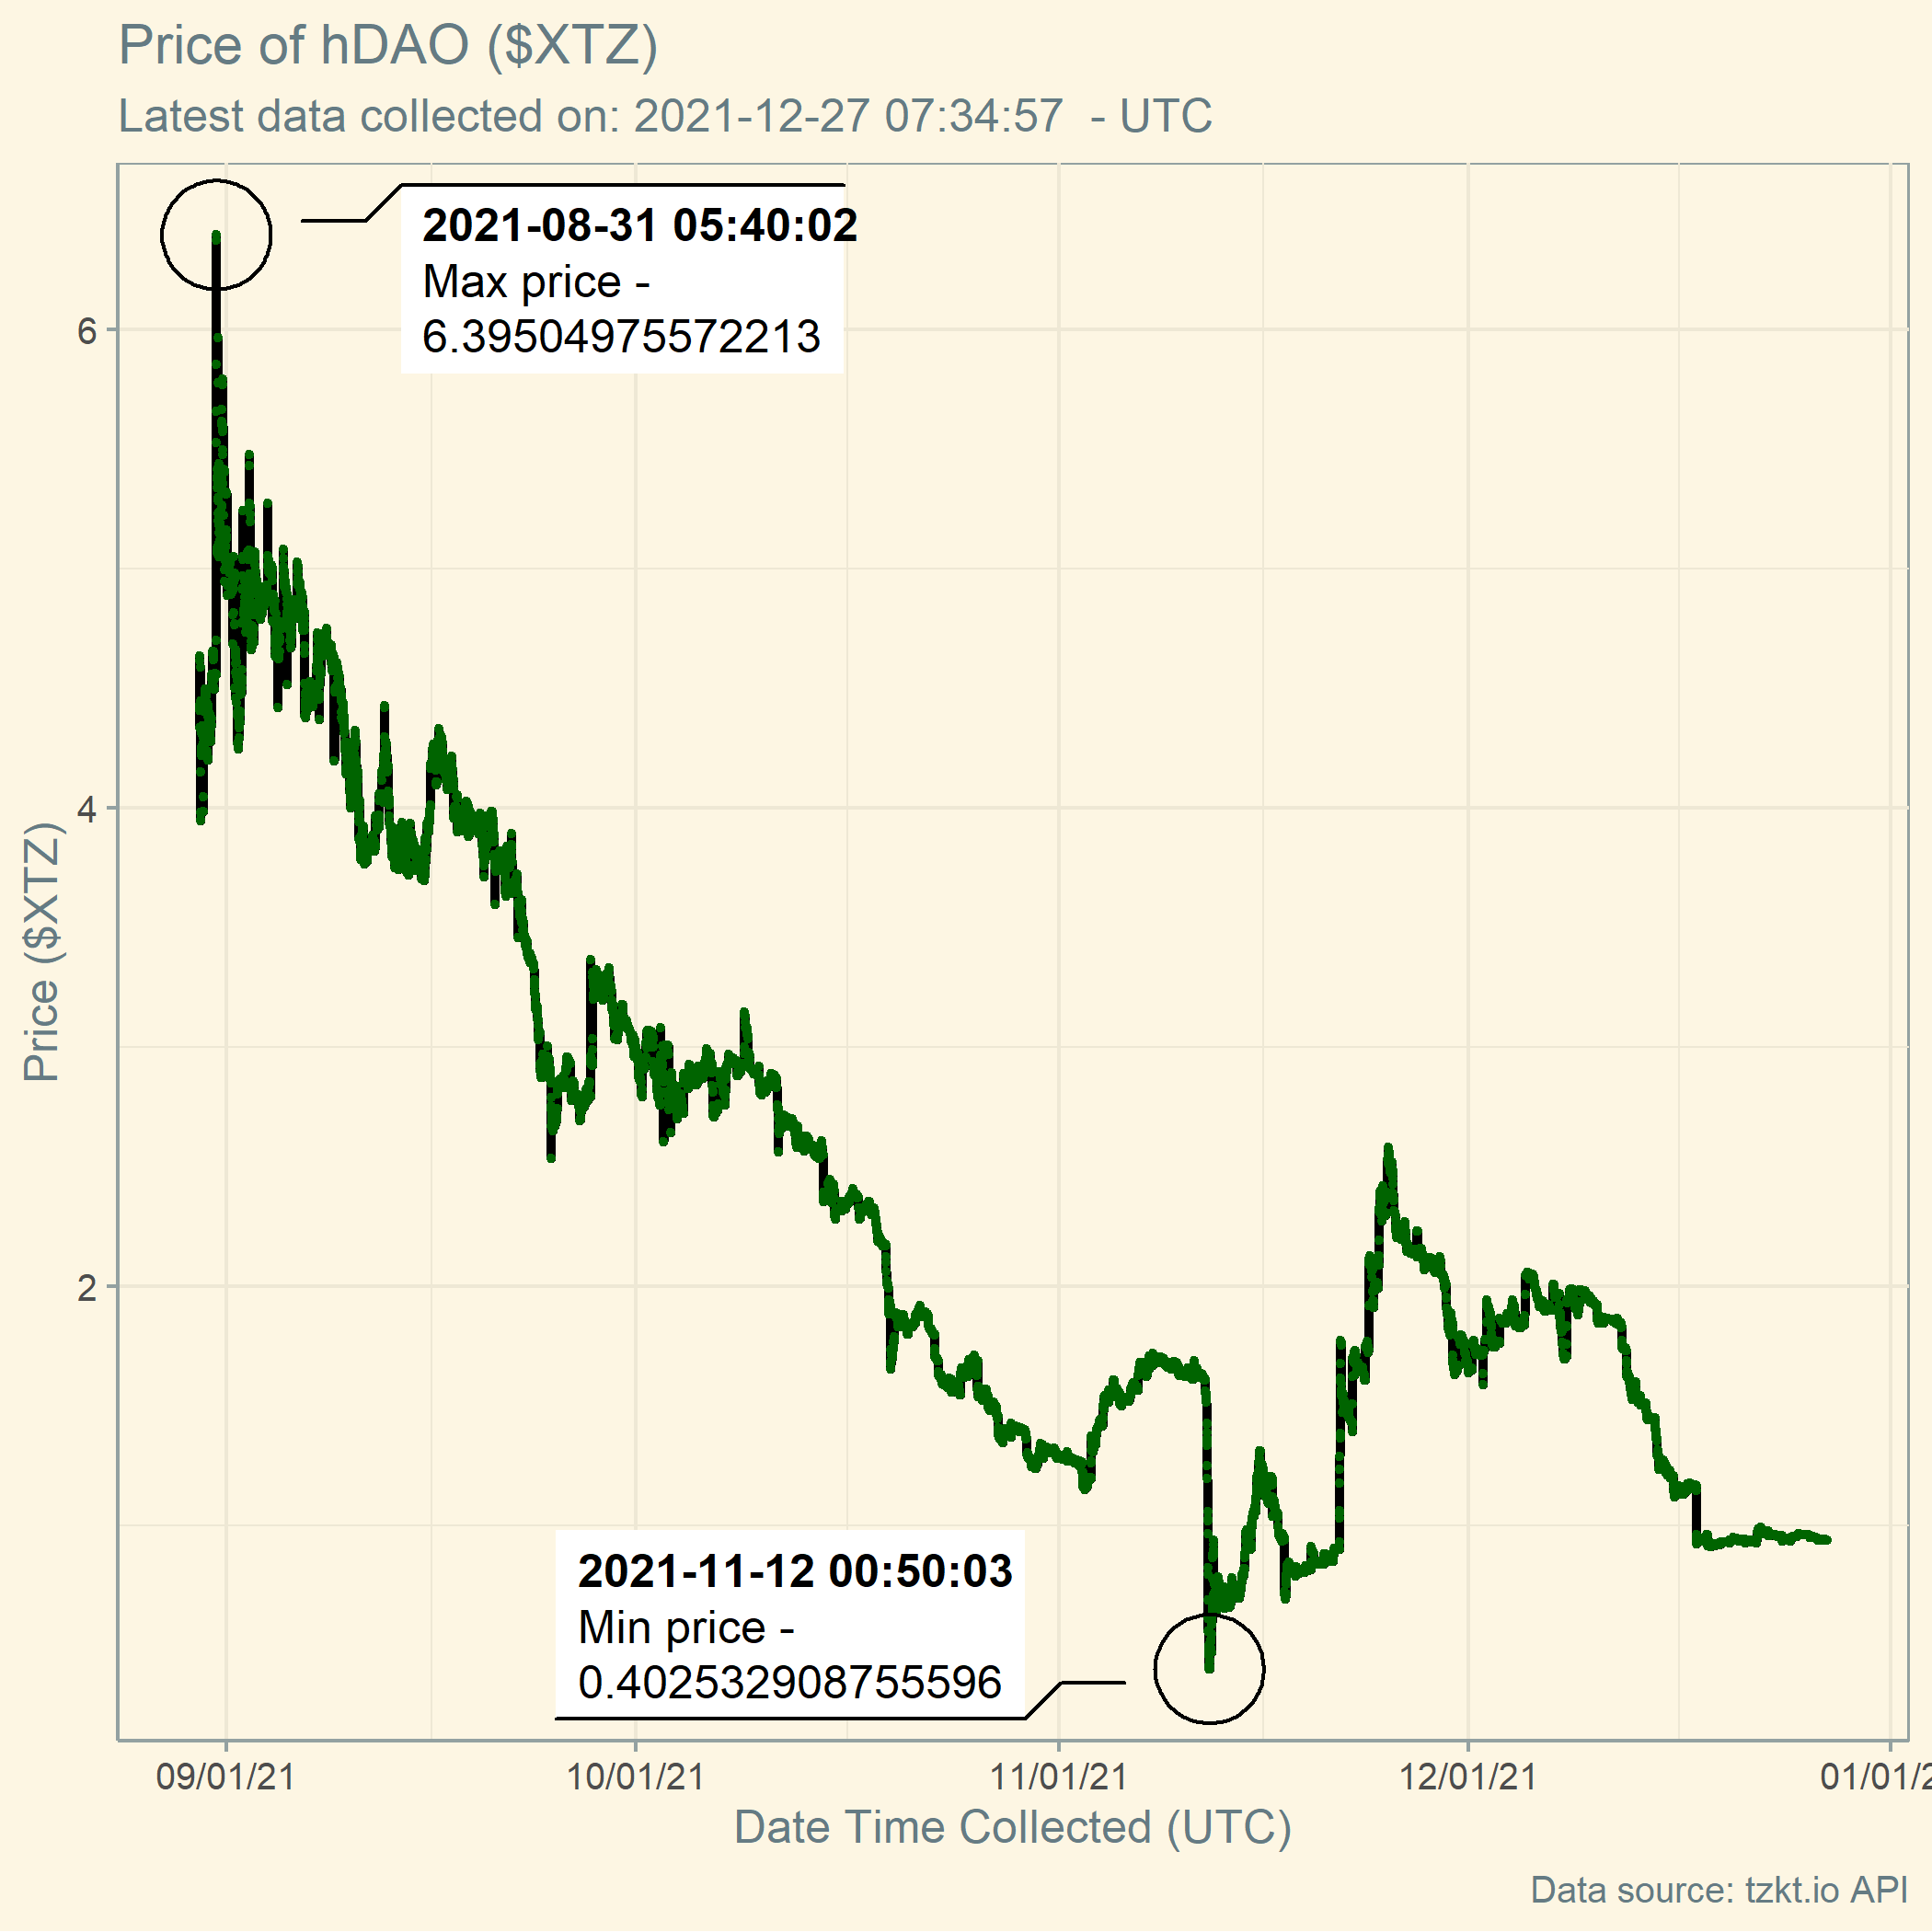 Price of hDAO ($XTZ)
Latest data collected on: 2021-12-27 07:34:57  - UTC
2021-08-31 05:40:02
Max price -
6.39504975572213
6
4
2
Price ($XTZ)
2021-11-12 00:50:03
Min price -
0.402532908755596
09/01/21
10/01/21
11/01/21
12/01/21
01/01/2
Date Time Collected (UTC)
Data source: tzkt.io API